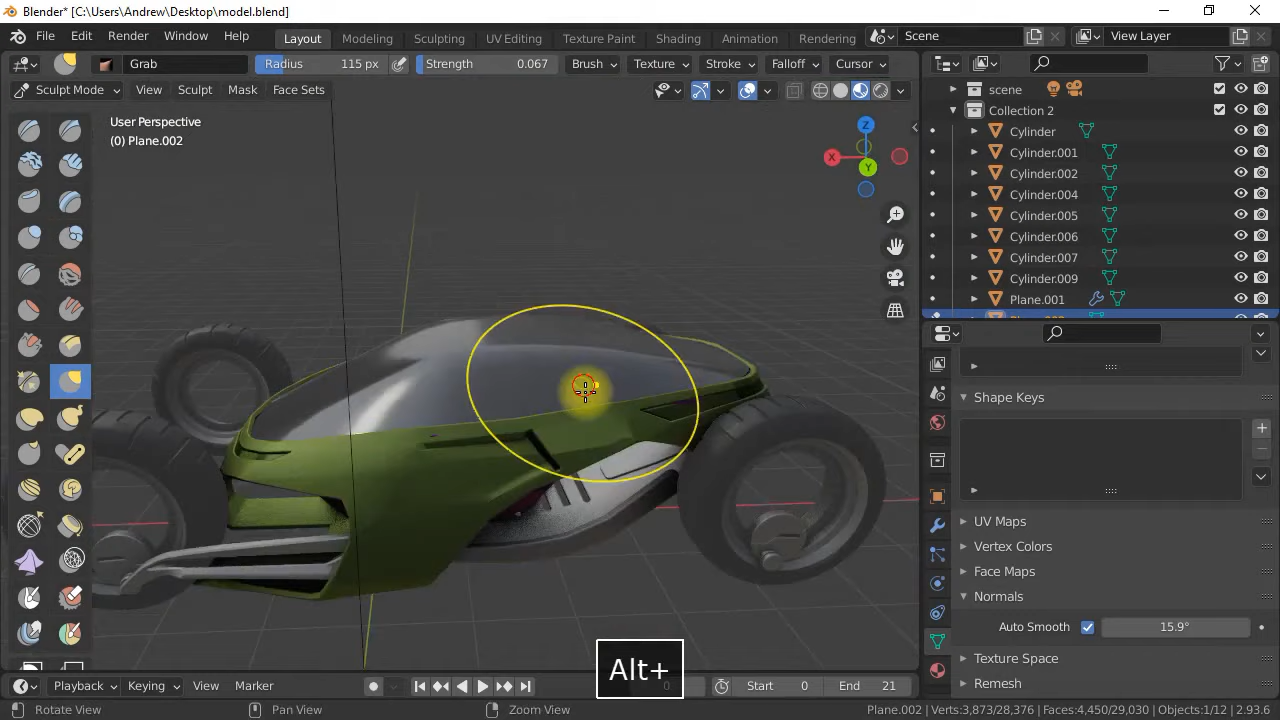 Blender* [C:\Users\Andrew\Desktop\model.blend]
File Edit Render Window Help
Layout Modeling Sculpting UV Editing Texture Paint Shading Animation Rendering
Scene View Layer
Grab Radius 115 px Strength 0.067 Brush Texture Stroke Falloff Cursor
Sculpt Mode View Sculpt Mask Face Sets
User Perspective
(0) Plane.002
Z
X
Y
scene
Collection 2
Cylinder
Cylinder.001
Cylinder.002
Cylinder.004
Cylinder.005
Cylinder.006
Cylinder.007
Cylinder.009
Plane.001
Shape Keys
UV Maps
Vertex Colors
Face Maps
Normals
Auto Smooth 15.9°
Texture Space
Remesh
Alt+
Playback Keying View Marker 0 Start 0 End 21
Rotate View Pan View Zoom View Plane.002 | Verts:3,873/28,376 | Faces:4,450/29,030 | Objects:1/12 | 2.93.6